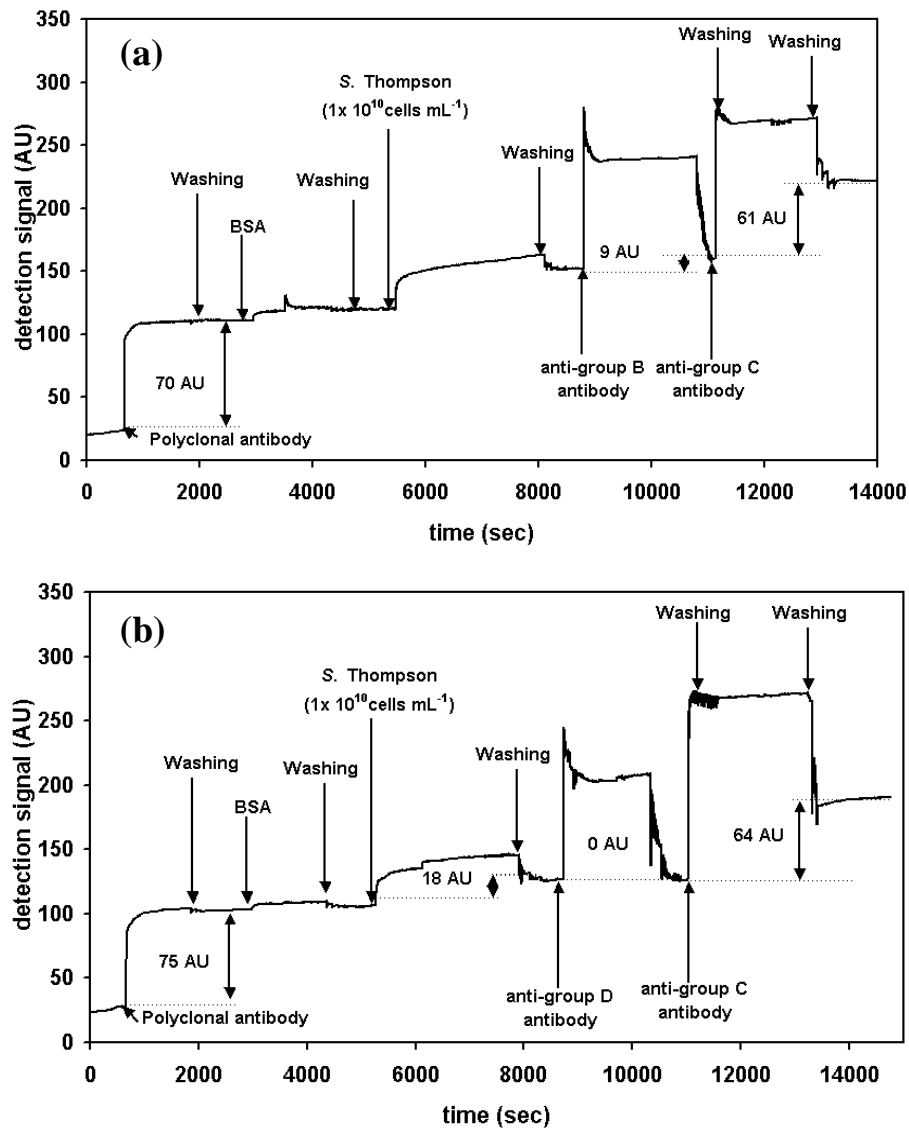 (a)
Washing
Washing
S. Thompson
(1x 10¹⁰cells mL⁻¹)
Washing
Washing
Washing
BSA
61 AU
9 AU
70 AU
anti-group B
antibody
anti-group C
antibody
Polyclonal antibody
detection signal (AU)
350
300
250
200
150
100
50
0
0
2000
4000
6000
8000
10000
12000
14000
time (sec)
(b)
Washing
Washing
S. Thompson
(1x 10¹⁰cells mL⁻¹)
Washing
Washing
Washing
BSA
18 AU
0 AU
64 AU
75 AU
anti-group D
antibody
anti-group C
antibody
Polyclonal antibody
detection signal (AU)
350
300
250
200
150
100
50
0
0
2000
4000
6000
8000
10000
12000
14000
time (sec)